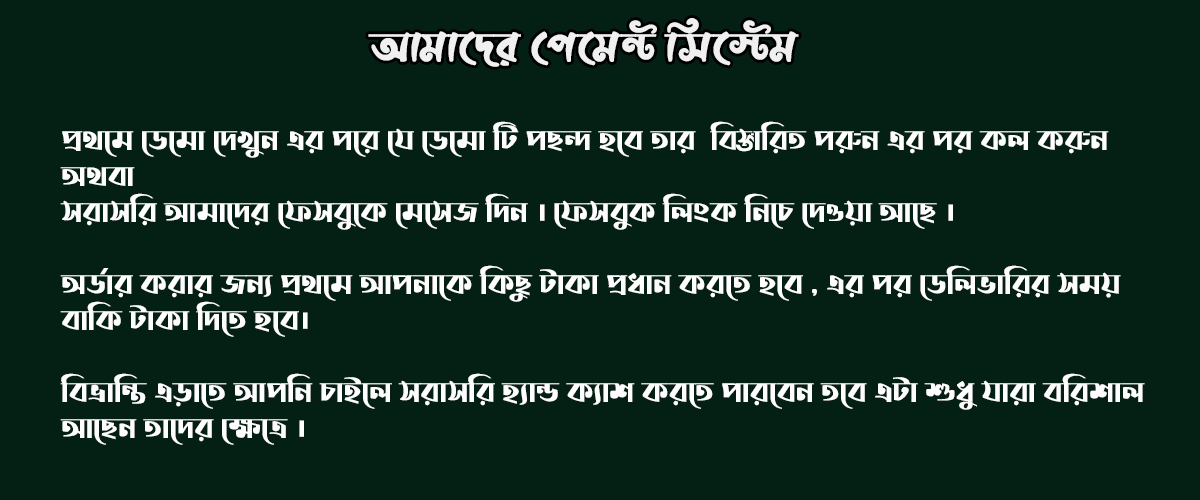 আমাদের পেমেন্ট সিস্টেম
প্রথমে ডেমো দেখুন এর পরে যে ডেমো টি পছন্দ হবে তার বিস্তারিত পরুন এর পর কল করুন
অথবা
সরাসরি আমাদের ফেসবুকে মেসেজ দিন । ফেসবুক লিংক নিচে দেওয়া আছে ।
অর্ডার করার জন্য প্রথমে আপনাকে কিছু টাকা প্রধান করতে হবে , এর পর ডেলিভারির সময়
বাকি টাকা দিতে হবে।
বিভ্রান্তি এড়াতে আপনি চাইলে সরাসরি হ্যান্ড ক্যাশ করতে পারবেন তবে এটা শুধু যারা বরিশাল
আছেন তাদের ক্ষেত্রে ।